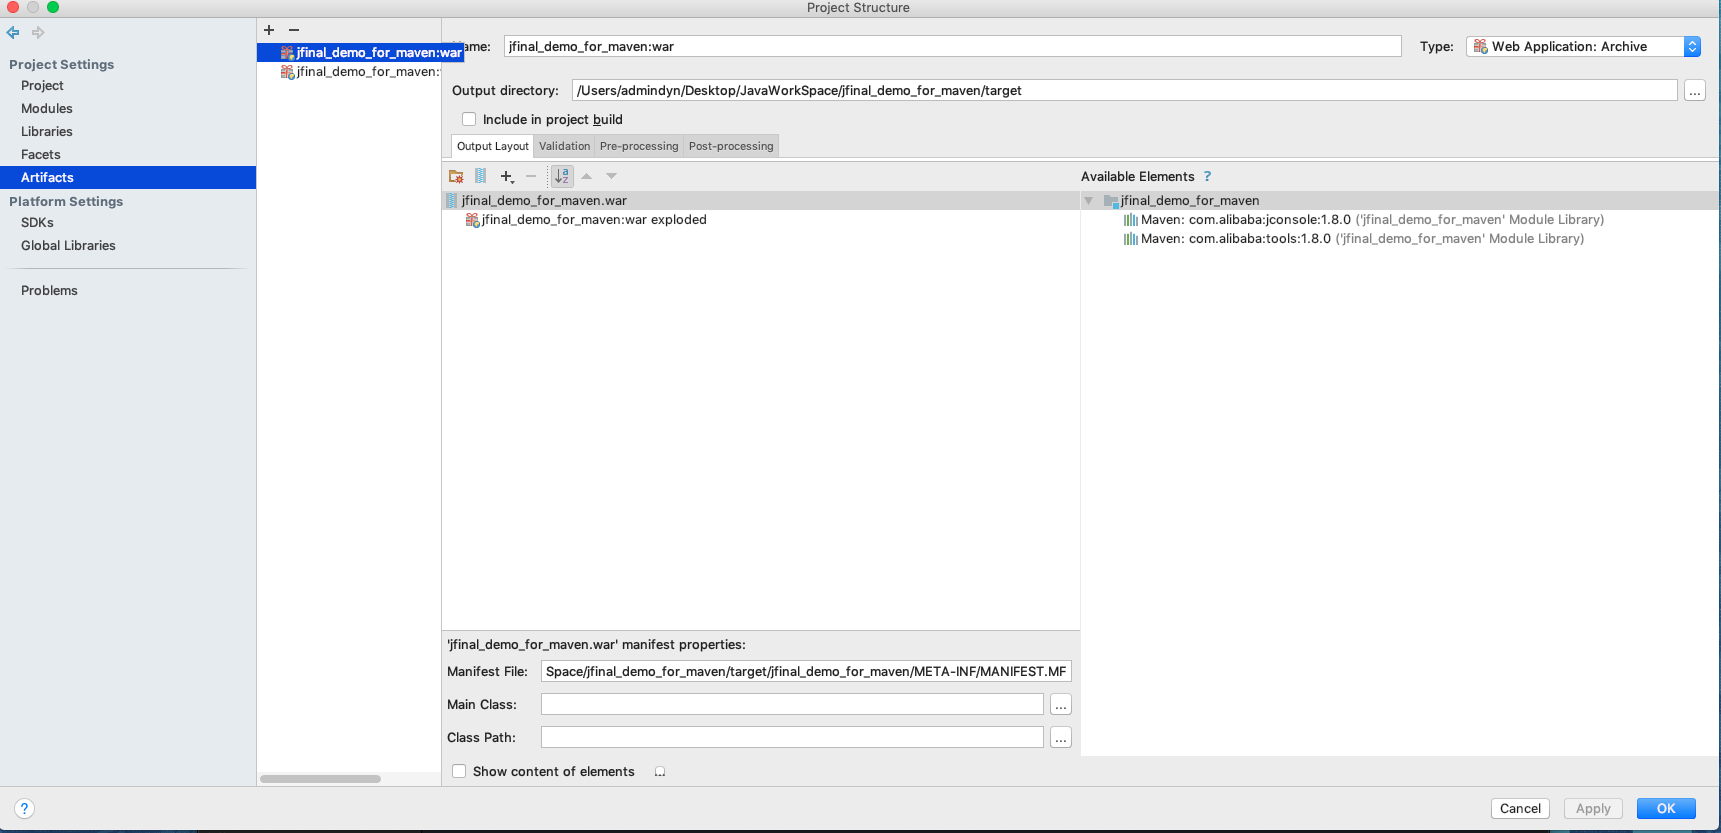 Project Structure
Project Settings
Project
Modules
Libraries
Facets
Artifacts
Platform Settings
SDKs
Global Libraries
Problems
jfinal_demo_for_maven:war
jfinal_demo_for_maven:
ame: jfinal_demo_for_maven:war
Type: Web Application: Archive
Output directory: /Users/admindyn/Desktop/JavaWorkSpace/jfinal_demo_for_maven/target ...
Include in project build
Output Layout Validation Pre-processing Post-processing
Available Elements ?
jfinal_demo_for_maven.war
jfinal_demo_for_maven:war exploded
jfinal_demo_for_maven
Maven: com.alibaba:jconsole:1.8.0 ('jfinal_demo_for_maven' Module Library)
Maven: com.alibaba:tools:1.8.0 ('jfinal_demo_for_maven' Module Library)
'jfinal_demo_for_maven.war' manifest properties:
Manifest File: Space/jfinal_demo_for_maven/target/jfinal_demo_for_maven/META-INF/MANIFEST.MF
Main Class: ...
Class Path: ...
Show content of elements
? Cancel Apply OK